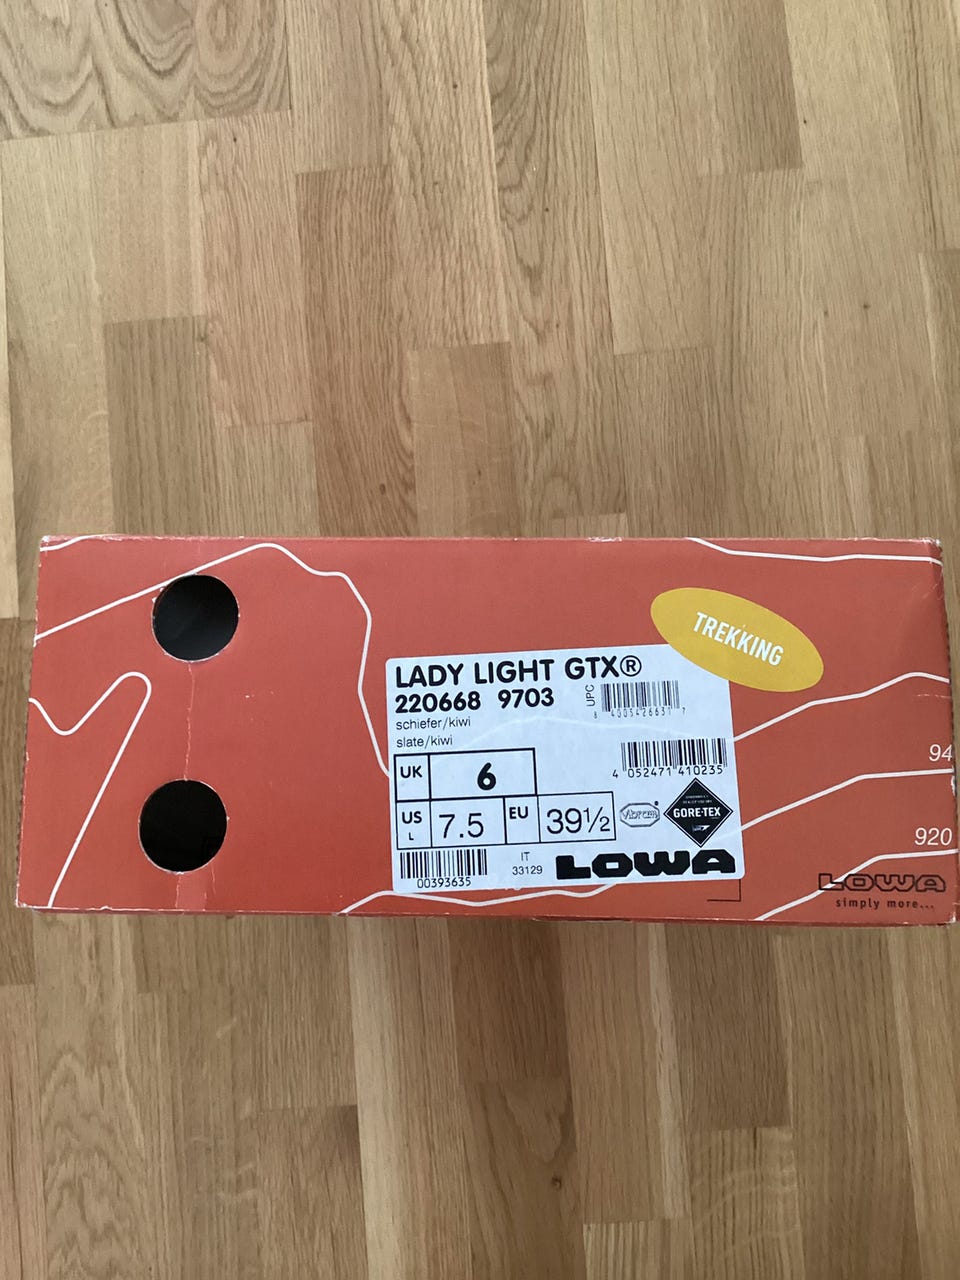 TREKKING
LADY LIGHT GTX®
220668 9703
UPC
schiefer/kiwi
slate/kiwi
4 052471 410235
UK 6
US L 7.5 EU 39½
Vibram®
GORE-TEX
00393635
IT
33129
LOWA
94
920
LOWA
simply more...